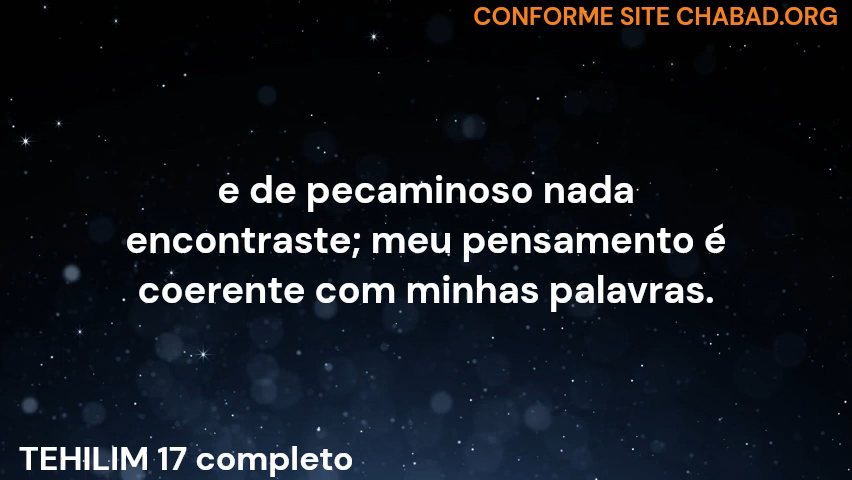 CONFORME SITE CHABAD.ORG
e de pecaminoso nada
encontraste; meu pensamento é
coerente com minhas palavras.
TEHILIM 17 completo